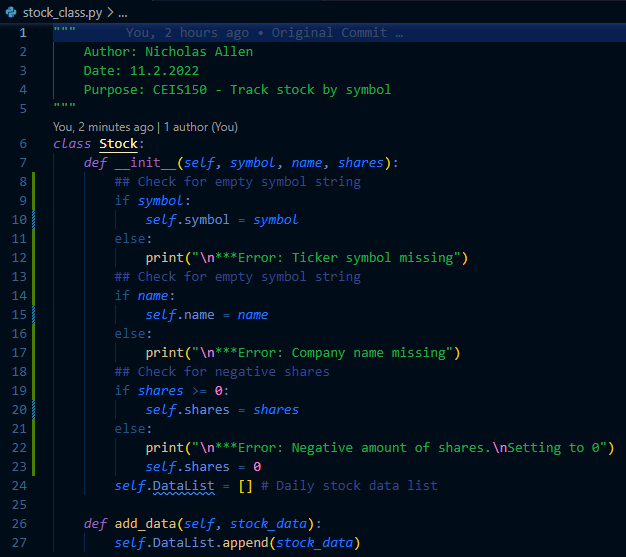 stock_class.py > ...
1 """ You, 2 hours ago • Original Commit …
2 Author: Nicholas Allen
3 Date: 11.2.2022
4 Purpose: CEIS150 - Track stock by symbol
5 """
You, 2 minutes ago | 1 author (You)
6 class Stock:
7 def __init__(self, symbol, name, shares):
8 ## Check for empty symbol string
9 if symbol:
10 self.symbol = symbol
11 else:
12 print("\n***Error: Ticker symbol missing")
13 ## Check for empty symbol string
14 if name:
15 self.name = name
16 else:
17 print("\n***Error: Company name missing")
18 ## Check for negative shares
19 if shares >= 0:
20 self.shares = shares
21 else:
22 print("\n***Error: Negative amount of shares.\nSetting to 0")
23 self.shares = 0
24 self.DataList = [] # Daily stock data list
25
26 def add_data(self, stock_data):
27 self.DataList.append(stock_data)